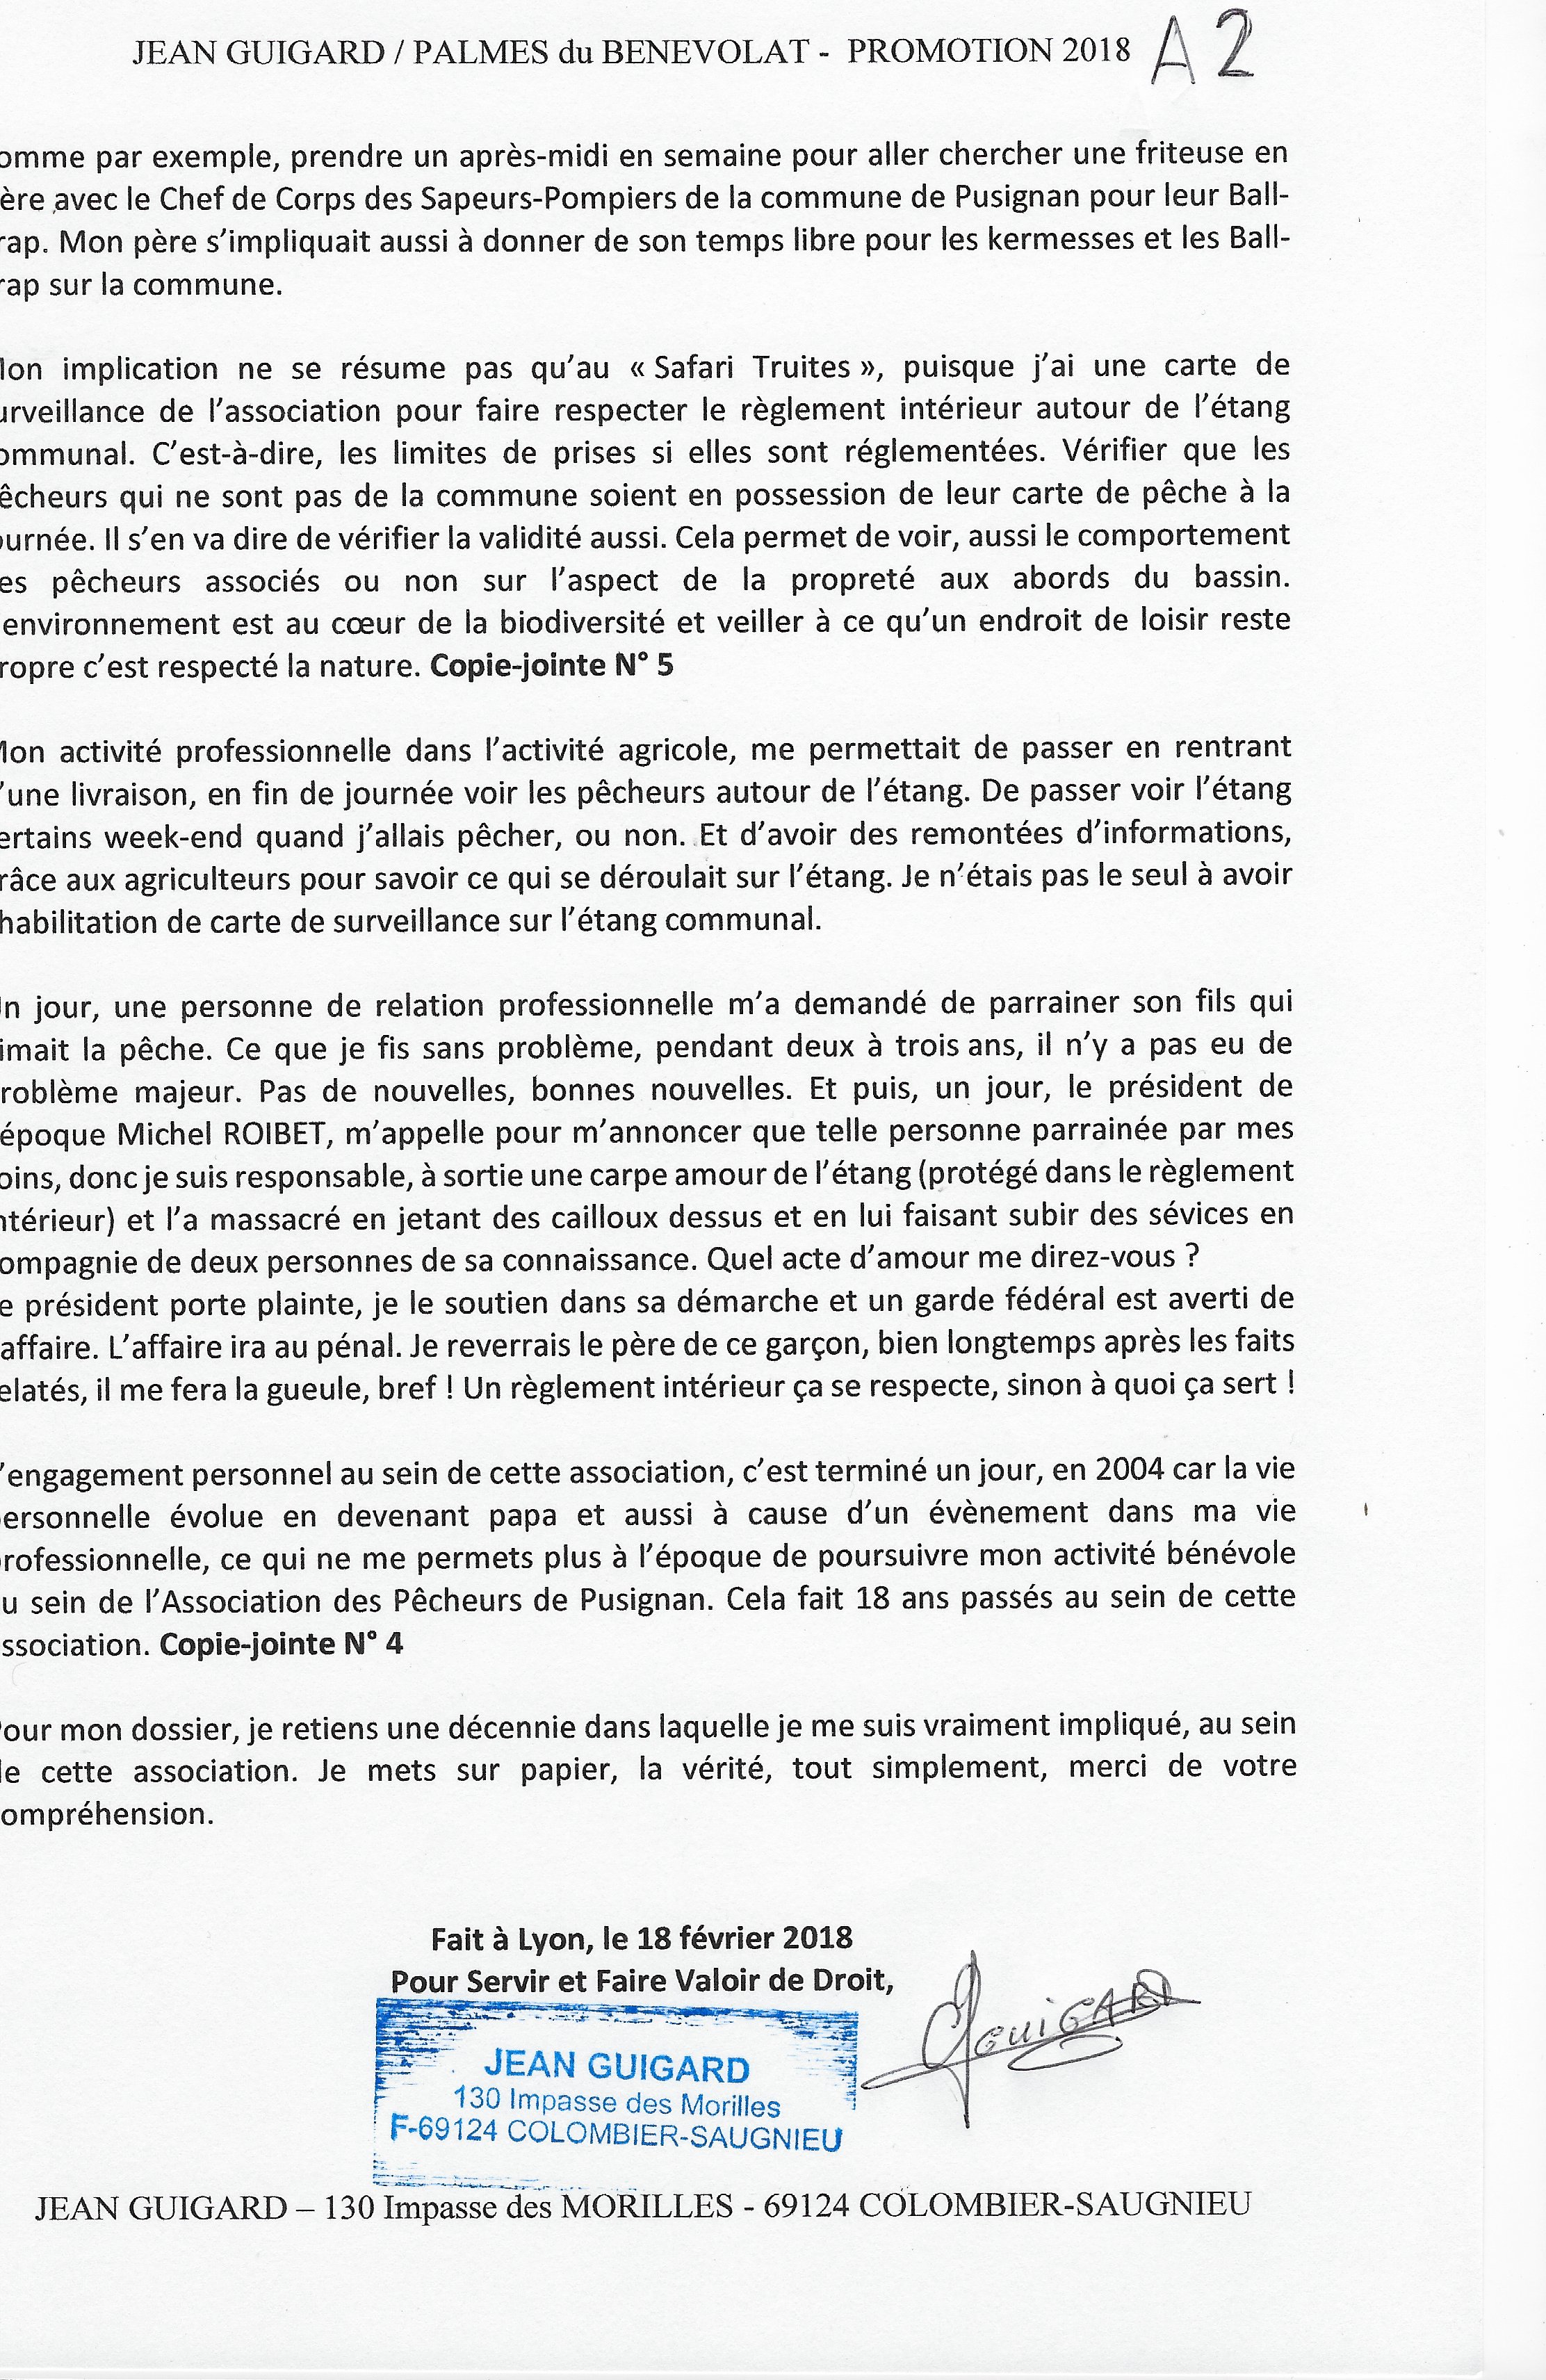 JEAN GUIGARD / PALMES du BENEVOLAT - PROMOTION 2018 A2
omme par exemple, prendre un après-midi en semaine pour aller chercher une friteuse en
ère avec le Chef de Corps des Sapeurs-Pompiers de la commune de Pusignan pour leur Ball-
rap. Mon père s’impliquait aussi à donner de son temps libre pour les kermesses et les Ball-
rap sur la commune.
Mon implication ne se résume pas qu’au « Safari Truites », puisque j’ai une carte de
urveillance de l’association pour faire respecter le règlement intérieur autour de l’étang
ommunal. C’est-à-dire, les limites de prises si elles sont réglementées. Vérifier que les
êcheurs qui ne sont pas de la commune soient en possession de leur carte de pêche à la
ournée. Il s’en va dire de vérifier la validité aussi. Cela permet de voir, aussi le comportement
es pêcheurs associés ou non sur l’aspect de la propreté aux abords du bassin.
environnement est au cœur de la biodiversité et veiller à ce qu’un endroit de loisir reste
ropre c’est respecté la nature. Copie-jointe N° 5
Mon activité professionnelle dans l’activité agricole, me permettait de passer en rentrant
’une livraison, en fin de journée voir les pêcheurs autour de l’étang. De passer voir l’étang
ertains week-end quand j’allais pêcher, ou non. Et d’avoir des remontées d’informations,
râce aux agriculteurs pour savoir ce qui se déroulait sur l’étang. Je n’étais pas le seul à avoir
habilitation de carte de surveillance sur l’étang communal.
Un jour, une personne de relation professionnelle m’a demandé de parrainer son fils qui
imait la pêche. Ce que je fis sans problème, pendant deux à trois ans, il n’y a pas eu de
roblème majeur. Pas de nouvelles, bonnes nouvelles. Et puis, un jour, le président de
’époque Michel ROIBET, m’appelle pour m’annoncer que telle personne parrainée par mes
oins, donc je suis responsable, à sortie une carpe amour de l’étang (protégé dans le règlement
ntérieur) et l’a massacré en jetant des cailloux dessus et en lui faisant subir des sévices en
ompagnie de deux personnes de sa connaissance. Quel acte d’amour me direz-vous ?
e président porte plainte, je le soutien dans sa démarche et un garde fédéral est averti de
’affaire. L’affaire ira au pénal. Je reverrais le père de ce garçon, bien longtemps après les faits
elatés, il me fera la gueule, bref ! Un règlement intérieur ça se respecte, sinon à quoi ça sert !
’engagement personnel au sein de cette association, c’est terminé un jour, en 2004 car la vie
personnelle évolue en devenant papa et aussi à cause d’un évènement dans ma vie
professionnelle, ce qui ne me permets plus à l’époque de poursuivre mon activité bénévole
u sein de l’Association des Pêcheurs de Pusignan. Cela fait 18 ans passés au sein de cette
ssociation. Copie-jointe N° 4
Pour mon dossier, je retiens une décennie dans laquelle je me suis vraiment impliqué, au sein
de cette association. Je mets sur papier, la vérité, tout simplement, merci de votre
ompréhension.
Fait à Lyon, le 18 février 2018
Pour Servir et Faire Valoir de Droit,
GUIGARD
JEAN GUIGARD
130 Impasse des Morilles
F-69124 COLOMBIER-SAUGNIEU
JEAN GUIGARD – 130 Impasse des MORILLES - 69124 COLOMBIER-SAUGNIEU